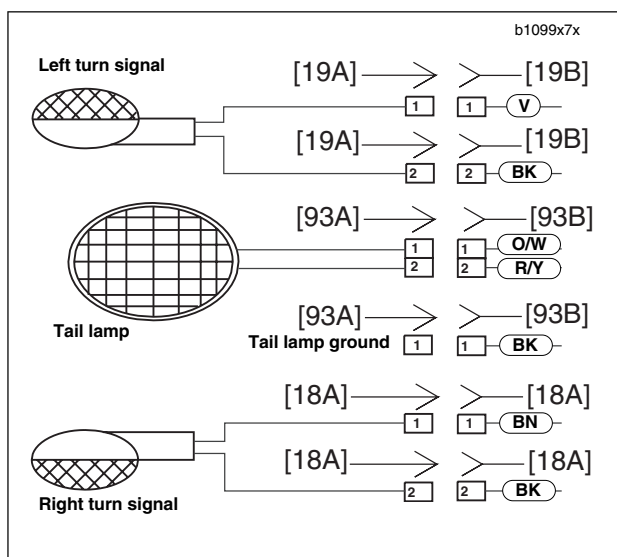 b1099x7x
Left turn signal
[19A] [19B]
1 1 V
[19A] [19B]
2 2 BK
[93A] [93B]
1 1 O/W
2 2 R/Y
Tail lamp
[93A] [93B]
Tail lamp ground 1 1 BK
[18A] [18A]
1 1 BN
[18A] [18A]
2 2 BK
Right turn signal